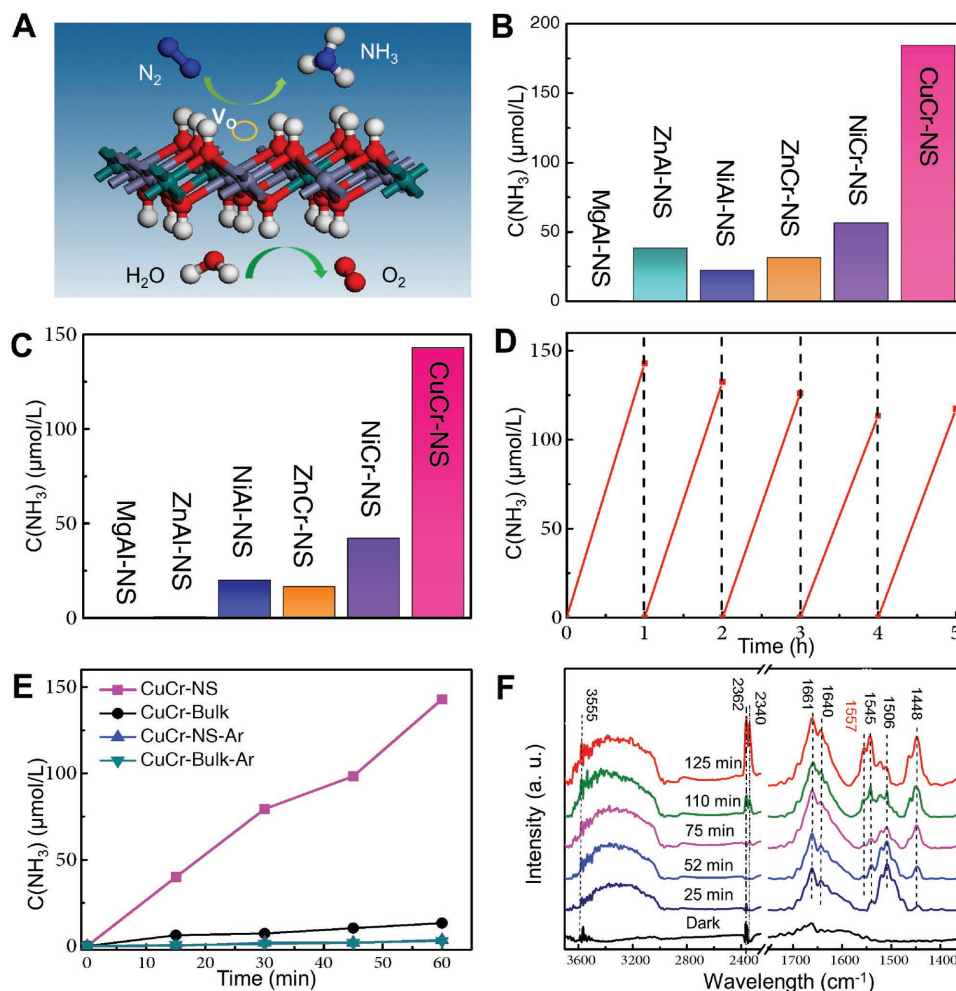 A
N₂
NH₃
Vo
H₂O
O₂
B
C(NH₃) (μmol/L)
200
150
100
50
0
MgAl-NS
ZnAl-NS
NiAl-NS
ZnCr-NS
NiCr-NS
CuCr-NS
C
C(NH₃) (μmol/L)
150
100
50
0
MgAl-NS
ZnAl-NS
NiAl-NS
ZnCr-NS
NiCr-NS
CuCr-NS
D
C(NH₃) (μmol/L)
150
100
50
0
0 1 2 3 4 5
Time (h)
E
C(NH₃) (μmol/L)
150
100
50
0
CuCr-NS
CuCr-Bulk
CuCr-NS-Ar
CuCr-Bulk-Ar
0 10 20 30 40 50 60
Time (min)
F
Intensity (a. u.)
3555
2362
2340
1661
1640
1557
1545
1506
1448
125 min
110 min
75 min
52 min
25 min
Dark
3600 3200 2800 2400 1700 1600 1500 1400
Wavelength (cm⁻¹)